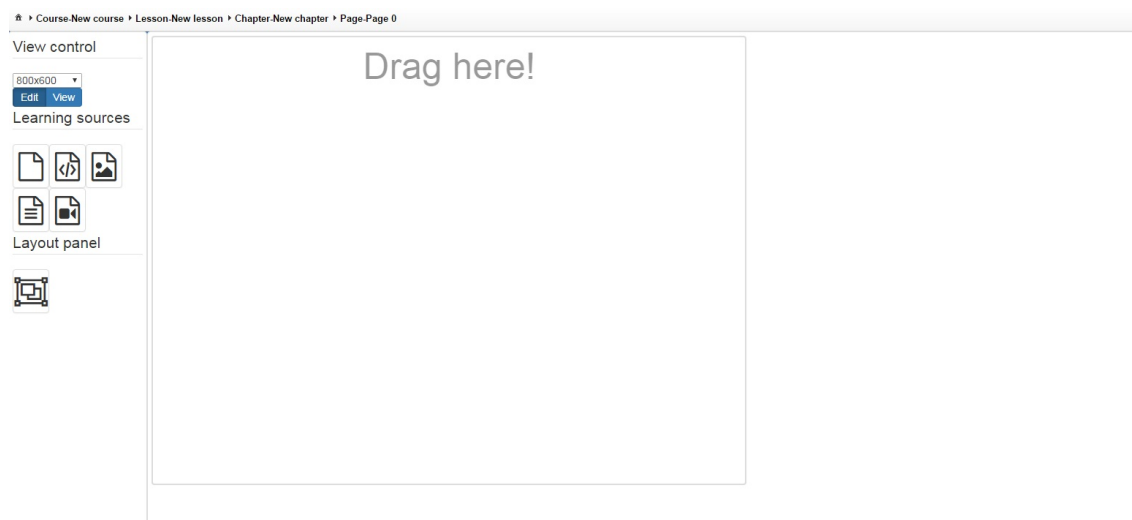 Course-New course Lesson-New lesson Chapter-New chapter Page-Page 0
View control
800x600
Edit View
Learning sources
Layout panel
Drag here!